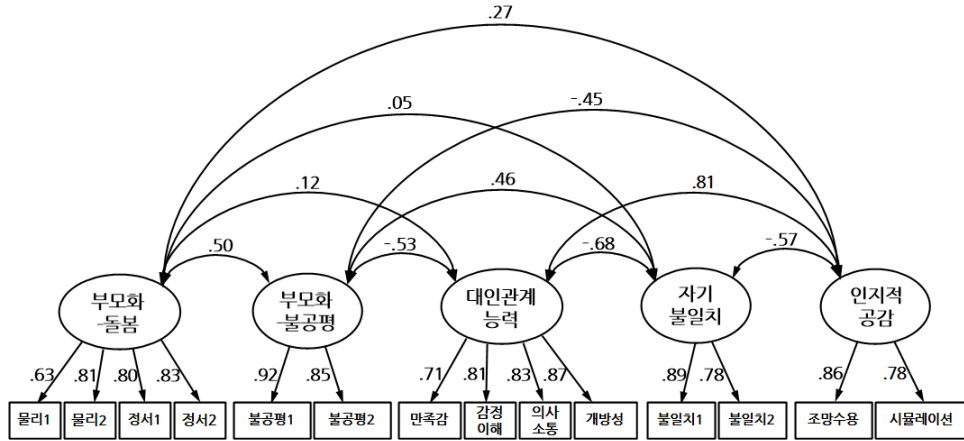 .27
.05
-.45
.12
.46
.81
.50
-.53
-.68
-.57
부모화
-돌봄
부모화
-불공평
대인관계
능력
자기
불일치
인지적
공감
.63
.81
.80
.83
.92
.85
.71
.81
.83
.87
.89
.78
.86
.78
물리1
물리2
정서1
정서2
불공평1
불공평2
만족감
감정
이해
의사
소통
개방성
불일치1
불일치2
조망수용
시뮬레이션